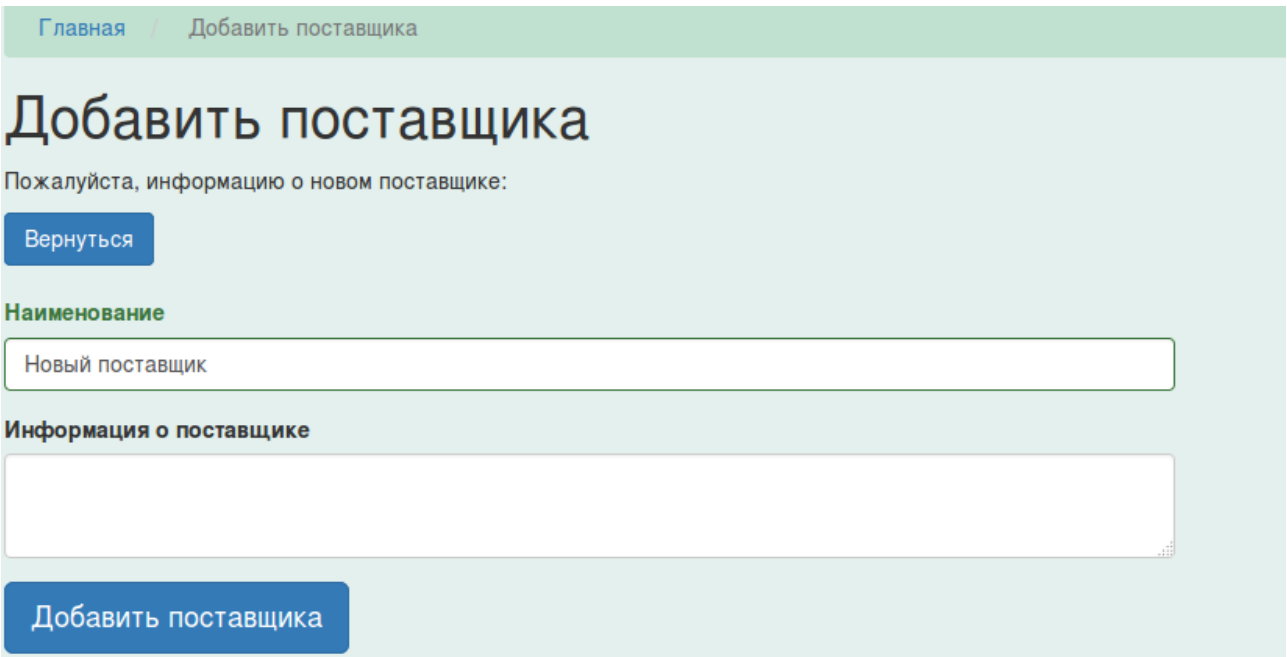 Главная / Добавить поставщика
Добавить поставщика
Пожалуйста, информацию о новом поставщике:
Вернуться
Наименование
Новый поставщик
Информация о поставщике
Добавить поставщика